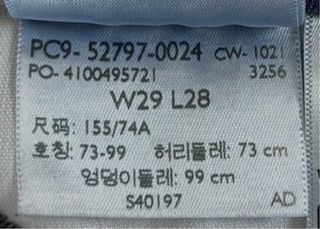 PC9- 52797-0024 CW- 1021
PO- 4100495721 3256
W29 L28
尺码: 155/74A
호칭: 73-99 허리둘레: 73 cm
엉덩이둘레: 99 cm
S40197 AD